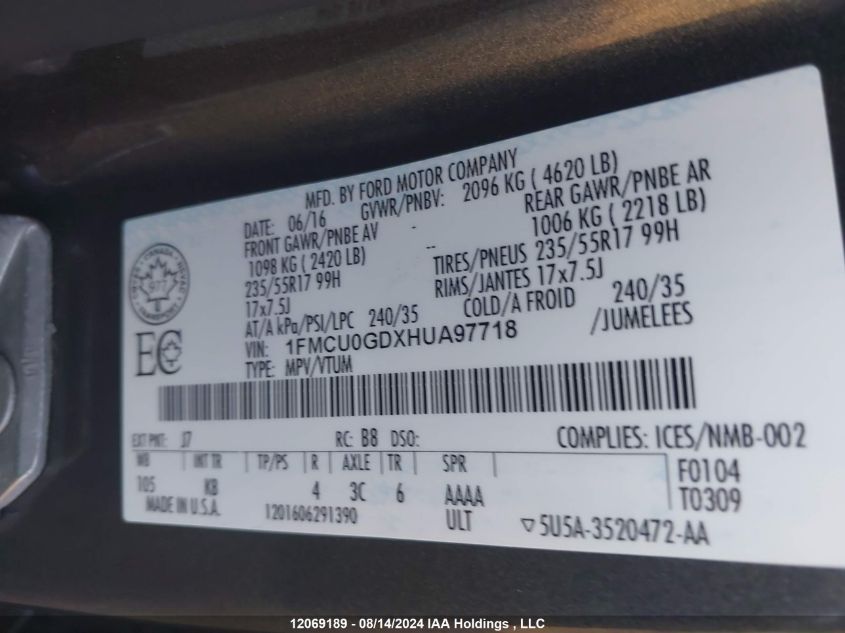 MFD. BY FORD MOTOR COMPANY
DATE: 06/16 GVWR/PNBV: 2096 KG ( 4620 LB)
FRONT GAWR/PNBE AV - REAR GAWR/PNBE AR
1098 KG (2420 LB) -- 1006 KG ( 2218 LB)
235/55R17 99H TIRES/PNEUS 235/55R17 99H
17x7.5J RIMS/JANTES 17x7.5J
AT/A kPa/PSI/LPC 240/35 COLD/A FROID 240/35
VIN: 1FMCU0GDXHUA97718 /JUMELEES
TYPE: MPV/VTUM
CANADA
977
EC
EXT PNT: J7 RC: B8 DSO: COMPLIES: ICES/NMB-002
WB INT TR TP/PS R AXLE TR SPR F0104
105 KB 4 3C 6 AAAA T0309
MADE IN U.S.A. 1201606291390 ULT ▽5U5A-3520472-AA
12069189 - 08/14/2024 IAA Holdings , LLC